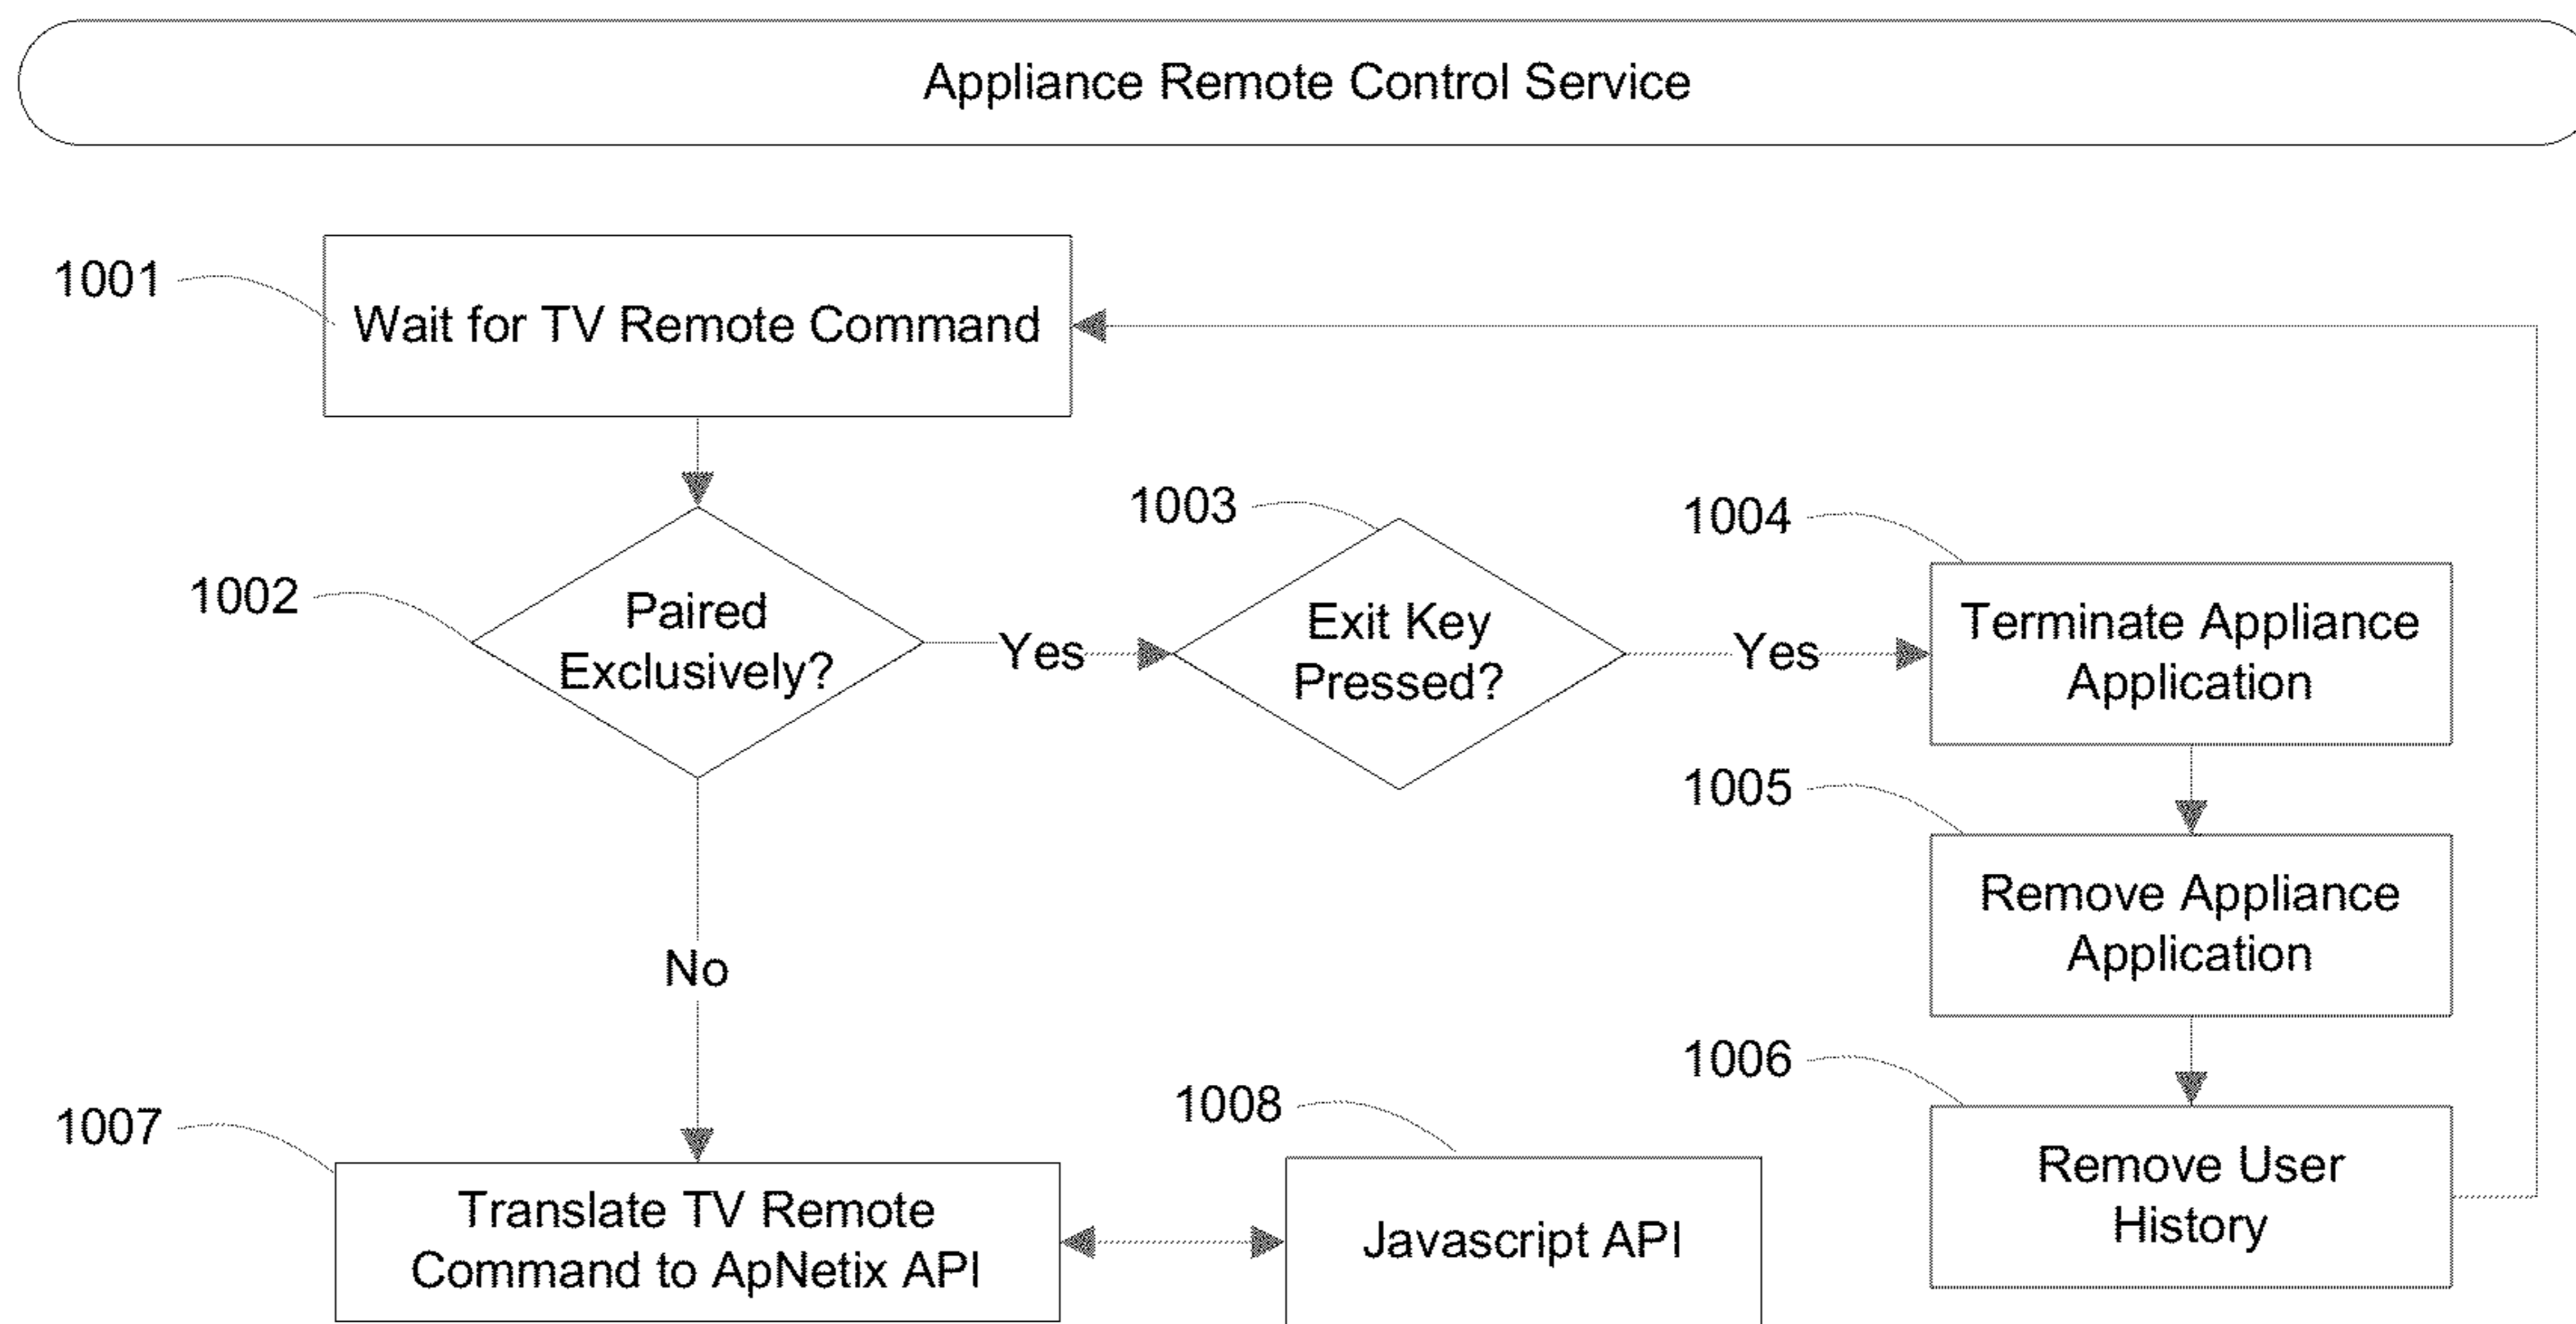 Appliance Remote Control Service
1001
Wait for TV Remote Command
1002
Paired
Exclusively?
Yes
1003
Exit Key
Pressed?
Yes
1004
Terminate Appliance
Application
1005
Remove Appliance
Application
1006
Remove User
History
No
1007
Translate TV Remote
Command to ApNetix API
1008
Javascript API